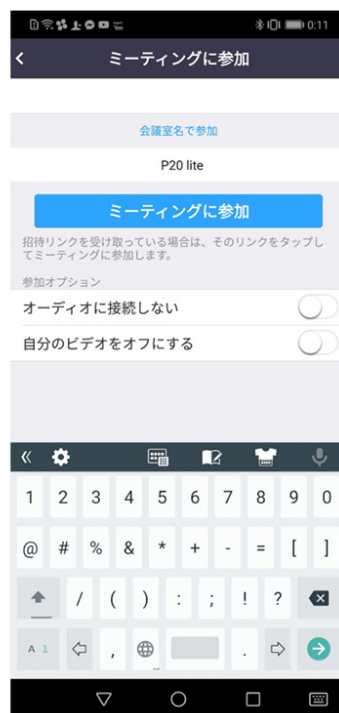 0:11
ミーティングに参加
会議室名で参加
P20 lite
ミーティングに参加
招待リンクを受け取っている場合は、そのリンクをタップし
てミーティングに参加します。
参加オプション
オーディオに接続しない
自分のビデオをオフにする
1 2 3 4 5 6 7 8 9 0
@ # % & * + - = [ ]
/ ( ) : ; ! ?
A 1 , .